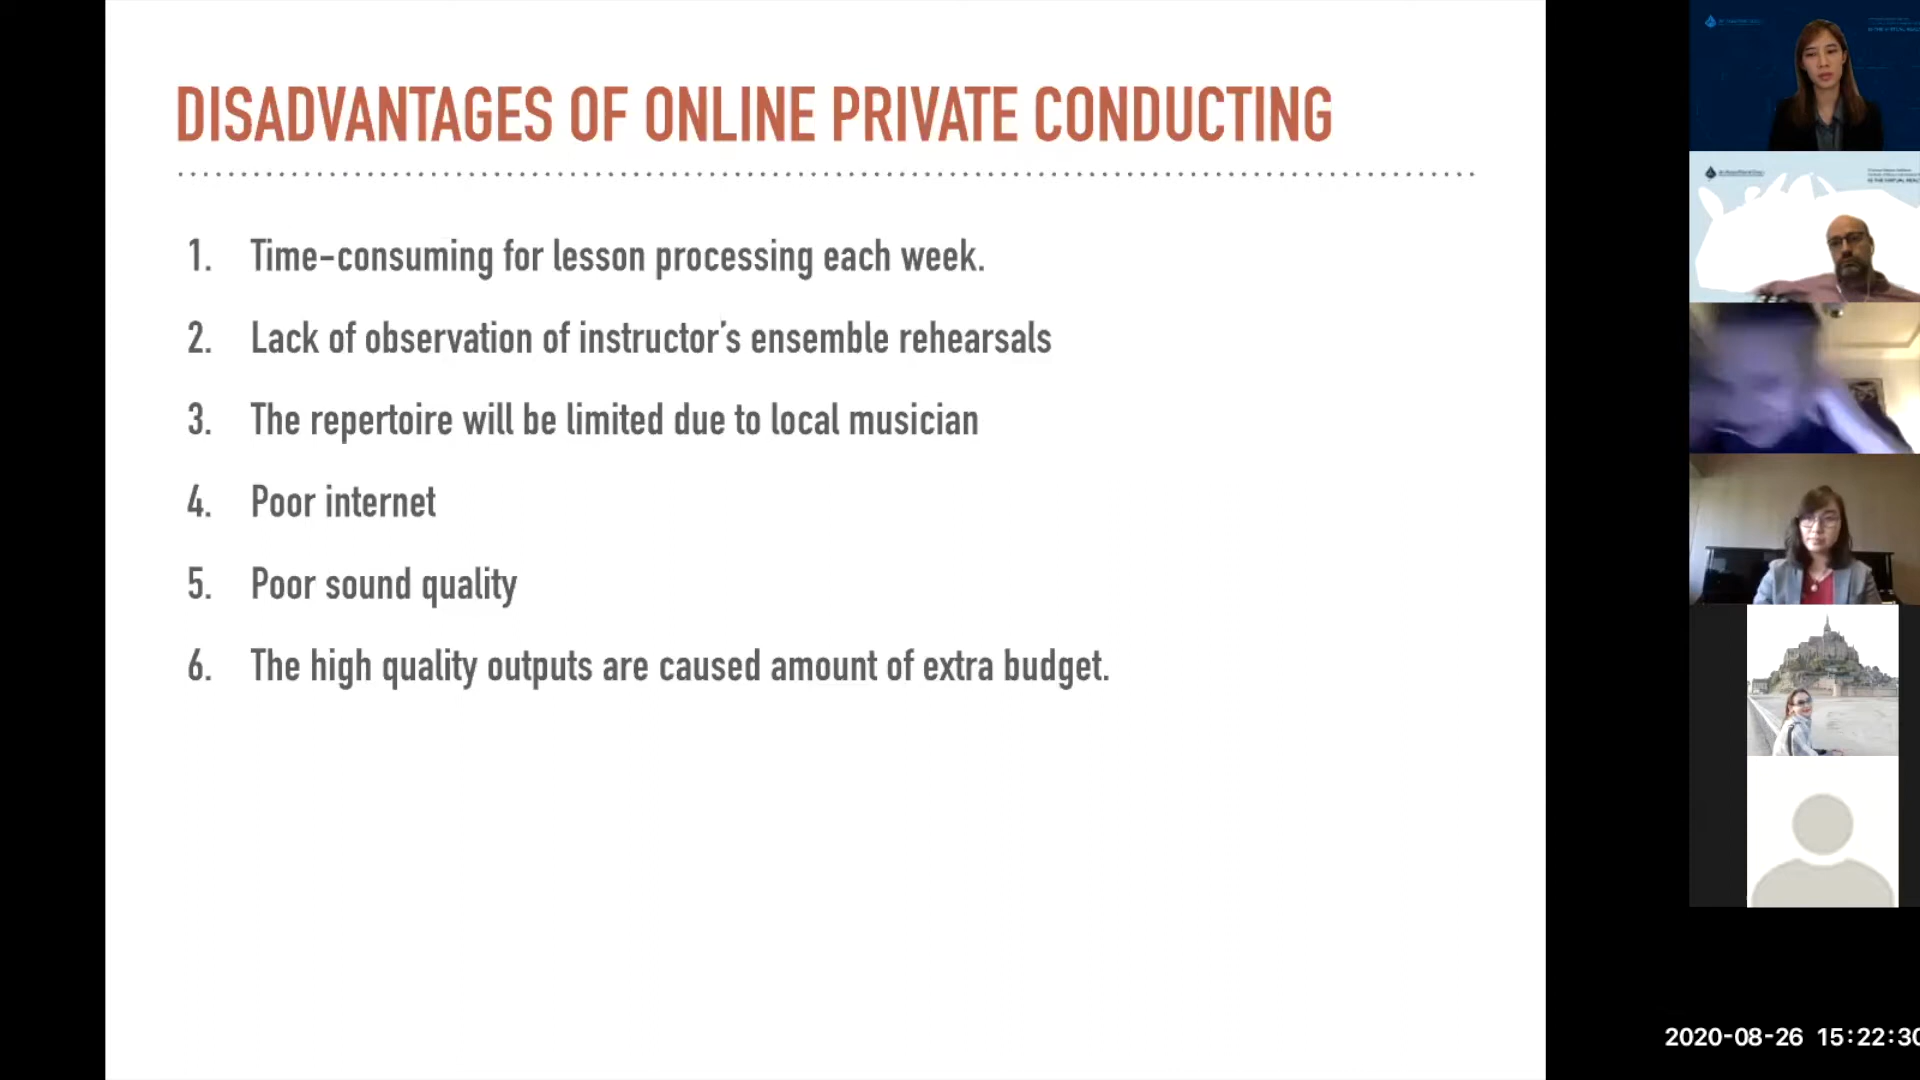 DISADVANTAGES OF ONLINE PRIVATE CONDUCTING
1. Time-consuming for lesson processing each week.
2. Lack of observation of instructor's ensemble rehearsals
3. The repertoire will be limited due to local musician
4. Poor internet
5. Poor sound quality
6. The high quality outputs are caused amount of extra budget.
2020-08-26 15:22:30